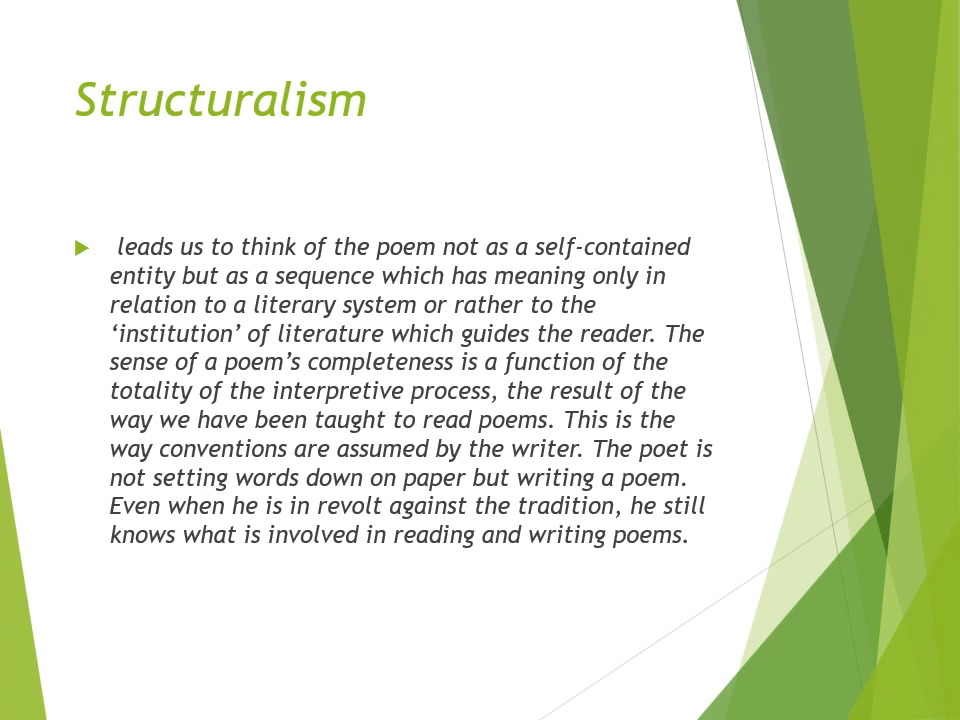 Structuralism
leads us to think of the poem not as a self-contained
entity but as a sequence which has meaning only in
relation to a literary system or rather to the
‘institution’ of literature which guides the reader. The
sense of a poem’s completeness is a function of the
totality of the interpretive process, the result of the
way we have been taught to read poems. This is the
way conventions are assumed by the writer. The poet is
not setting words down on paper but writing a poem.
Even when he is in revolt against the tradition, he still
knows what is involved in reading and writing poems.